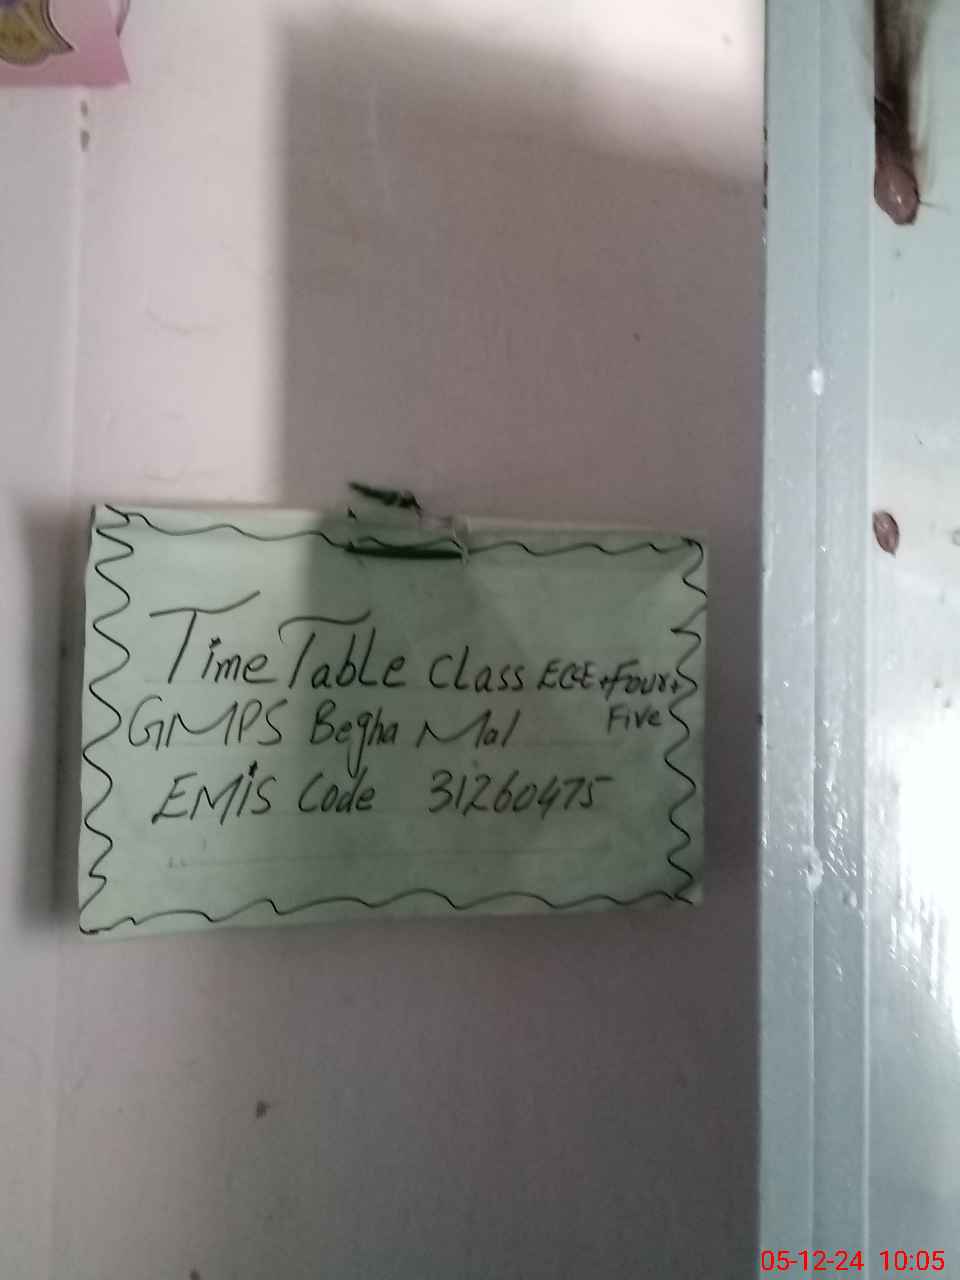 Time Table Class ECE + Four +
Five
GMPS Begha Mal
EMIS Code 31260475
05-12-24 10:05